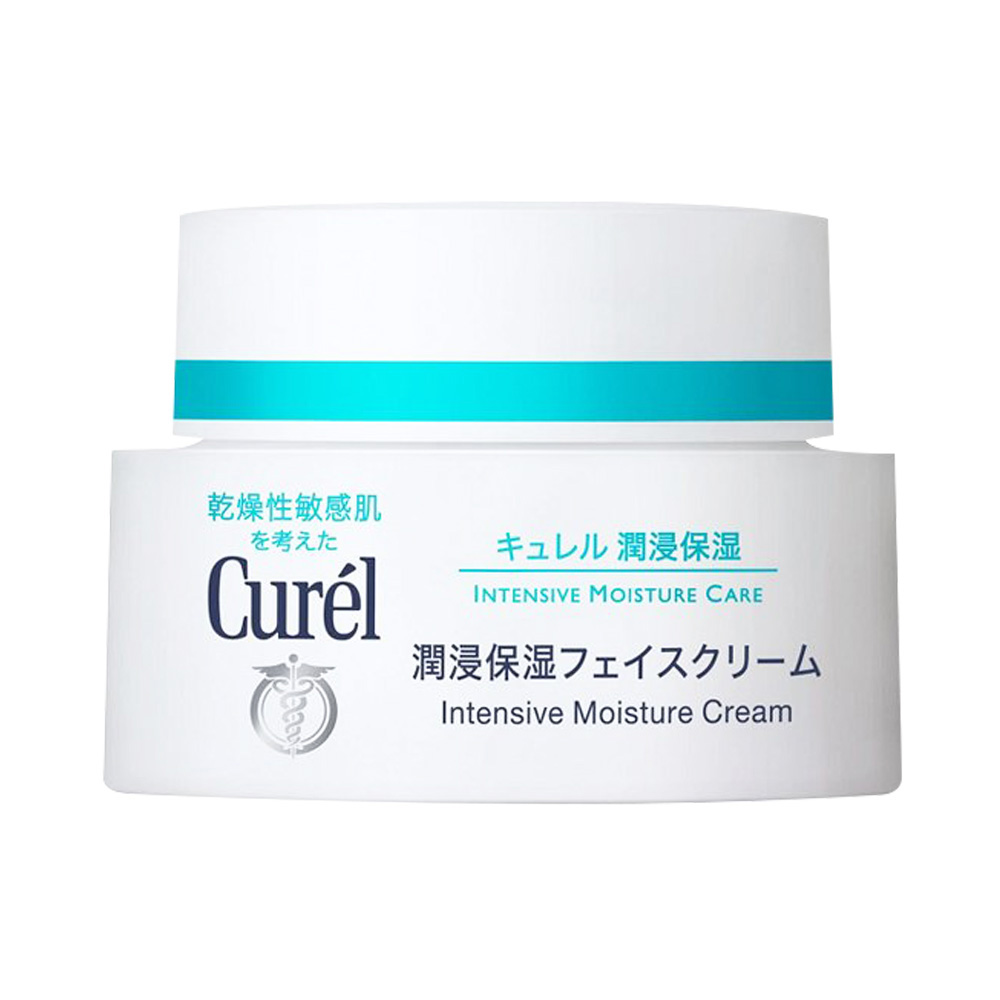 乾燥性敏感肌
を考えた
Curél
キュレル 潤浸保湿
INTENSIVE MOISTURE CARE
潤浸保湿フェイスクリーム
Intensive Moisture Cream